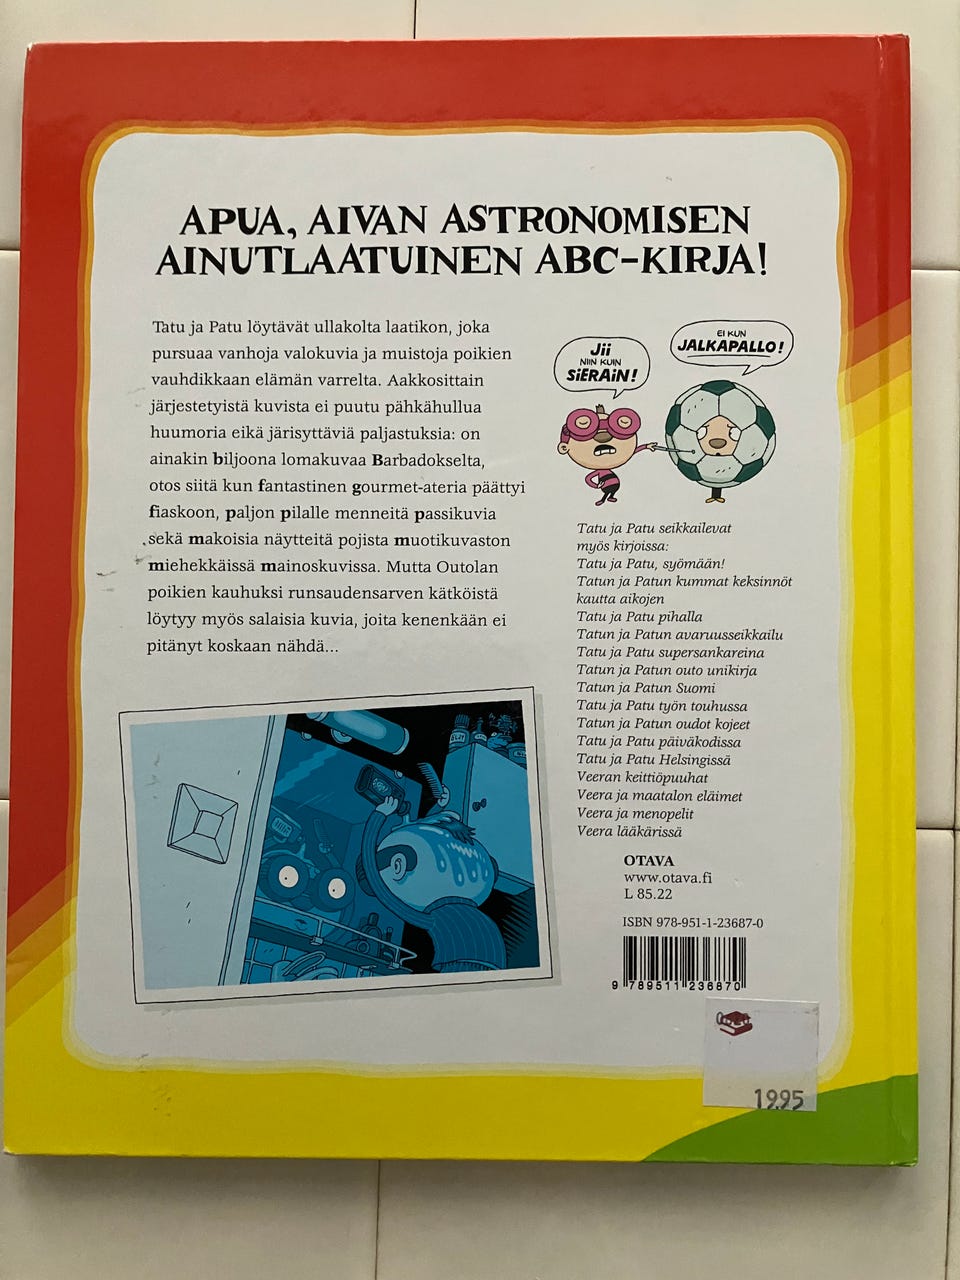 APUA, AIVAN ASTRONOMISEN
AINUTLAATUINEN ABC-KIRJA!
Tatu ja Patu löytävät ullakolta laatikon, joka
pursuaa vanhoja valokuvia ja muistoja poikien
vauhdikkaan elämän varrelta. Aakkosittain
järjestetyistä kuvista ei puutu pähkähullua
huumoria eikä järisyttäviä paljastuksia: on
ainakin biljoona lomakuvaa Barbadokselta,
otos siitä kun fantastinen gourmet-ateria päättyi
fiaskoon, paljon pilalle menneitä passikuvia
sekä makoisia näytteitä pojista muotikuvaston
miehekkäissä mainoskuvissa. Mutta Outolan
poikien kauhuksi runsaudensarven kätköistä
löytyy myös salaisia kuvia, joita kenenkään ei
pitänyt koskaan nähdä...
Jii
NIIN KUIN
SiERAiN!
EI KUN
JALKAPALLO!
Tatu ja Patu seikkailevat
myös kirjoissa:
Tatu ja Patu, syömään!
Tatun ja Patun kummat keksinnöt
kautta aikojen
Tatu ja Patu pihalla
Tatun ja Patun avaruusseikkailu
Tatu ja Patu supersankareina
Tatun ja Patun outo unikirja
Tatun ja Patun Suomi
Tatu ja Patu työn touhussa
Tatun ja Patun oudot kojeet
Tatu ja Patu päiväkodissa
Tatu ja Patu Helsingissä
Veeran keittiöpuuhat
Veera ja maatalon eläimet
Veera ja menopelit
Veera lääkärissä
OTAVA
www.otava.fi
L 85.22
ISBN 978-951-1-23687-0
9 789511 236870
19.95